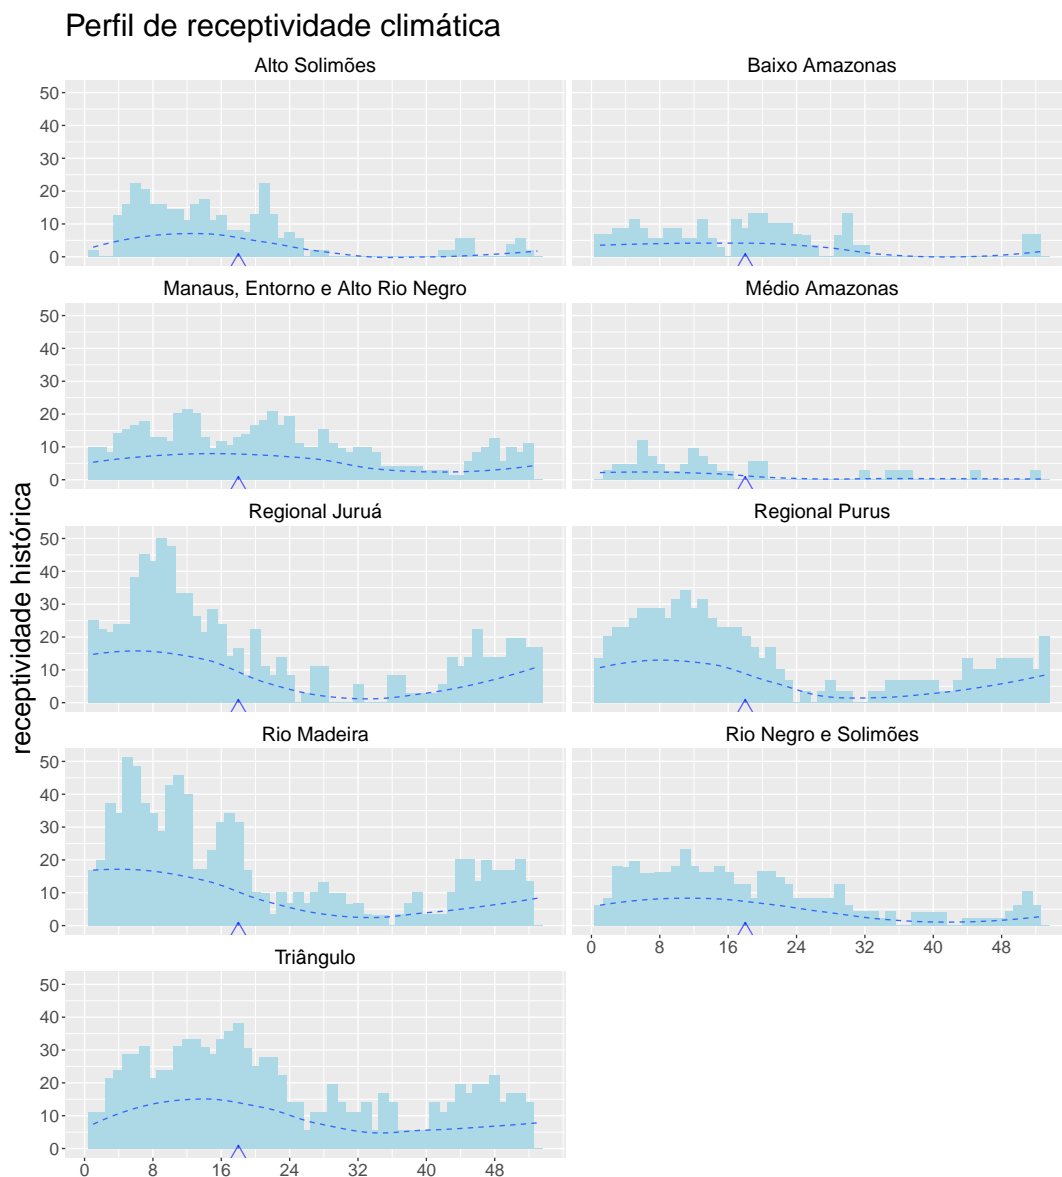 Perfil de receptividade climática
Alto Solimões
Baixo Amazonas
50
40
30
20
10
0
Manaus, Entorno e Alto Rio Negro
Médio Amazonas
50
40
30
20
10
0
receptividade histórica
Regional Juruá
Regional Purus
50
40
30
20
10
0
Rio Madeira
Rio Negro e Solimões
50
40
30
20
10
0
0 8 16 24 32 40 48
Triângulo
50
40
30
20
10
0
0 8 16 24 32 40 48